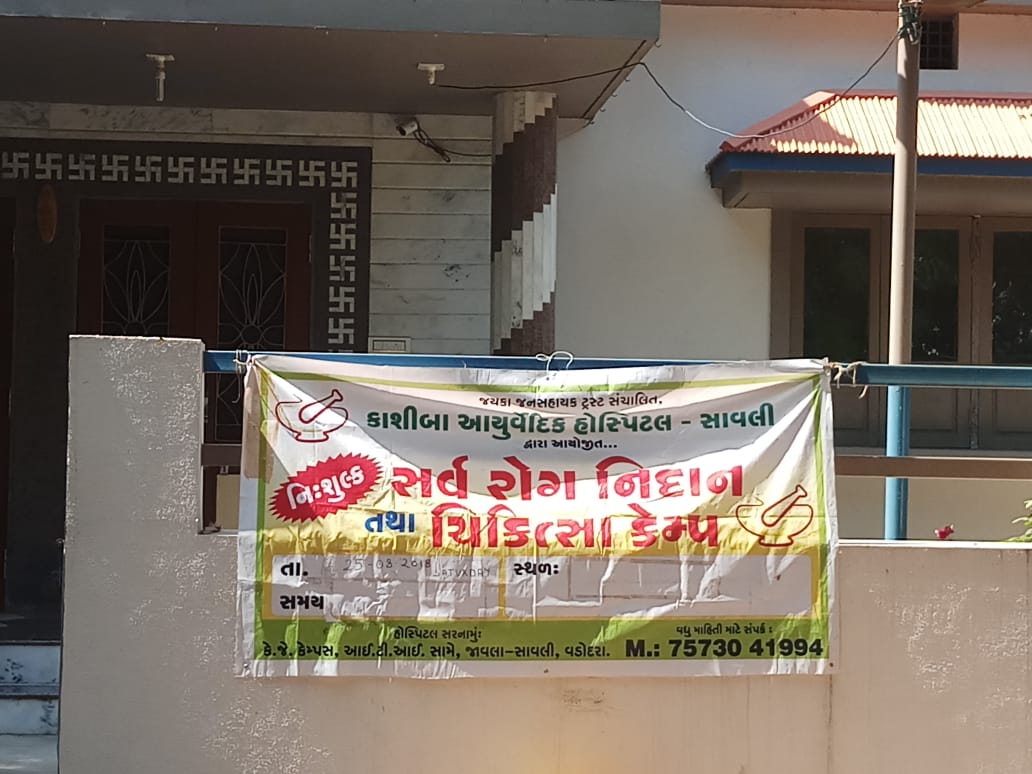 જયકા જનસહાયક ટ્રસ્ટ સંચાલિત.
કાશીબા આયુર્વેદિક હોસ્પિટલ - સાવલી
દ્વારા આયોજીત...
નિઃશુલ્ક
સર્વ રોગ નિદાન
તથા ચિકિત્સા કેમ્પ
તા. 25-08-2018 SATURDAY
સ્થળઃ
સમય
હોસ્પિટલ સરનામુંઃ
કે.જે. કેમ્પસ, આઈ.ટી.આઈ. સામે, જાવલા-સાવલી, વડોદરા.
વધુ માહિતી માટે સંપર્ક :
M.: 75730 41994